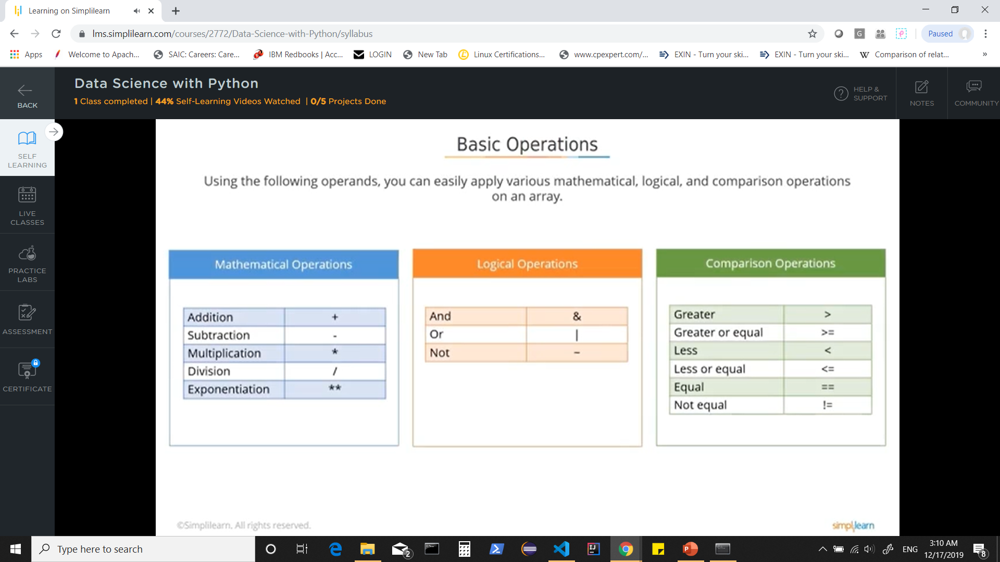 Learning on Simplilearn
lms.simplilearn.com/courses/2772/Data-Science-with-Python/syllabus
G
Paused
Apps
Welcome to Apach...
SAIC: Careers: Care...
IBM Redbooks | Acc...
LOGIN
New Tab
Linux Certifications...
www.cpexpert.com/...
EXIN - Turn your ski...
EXIN - Turn your ski...
W
Comparison of relat...
»
BACK
Data Science with Python
1 Class completed | 44% Self-Learning Videos Watched | 0/5 Projects Done
?
HELP &
SUPPORT
NOTES
COMMUNITY
SELF
LEARNING
LIVE
CLASSES
PRACTICE
LABS
ASSESSMENT
CERTIFICATE
Basic Operations
Using the following operands, you can easily apply various mathematical, logical, and comparison operations
on an array.
Mathematical Operations
Addition +
Subtraction -
Multiplication *
Division /
Exponentiation **
Logical Operations
And &
Or |
Not ~
Comparison Operations
Greater >
Greater or equal >=
Less <
Less or equal <=
Equal ==
Not equal !=
©Simplilearn. All rights reserved.
simplilearn
Type here to search
2
IJ
P
ENG
3:10 AM
12/17/2019
8